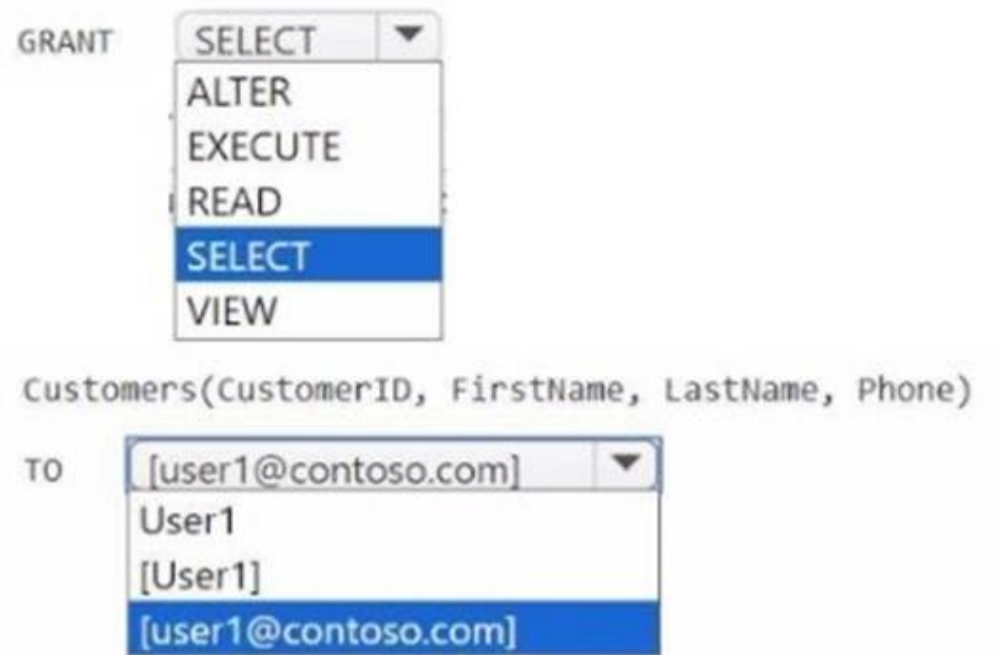 GRANT SELECT
ALTER
EXECUTE
READ
SELECT
VIEW
Customers(CustomerID, FirstName, LastName, Phone)
TO [user1@contoso.com]
User1
[User1]
[user1@contoso.com]